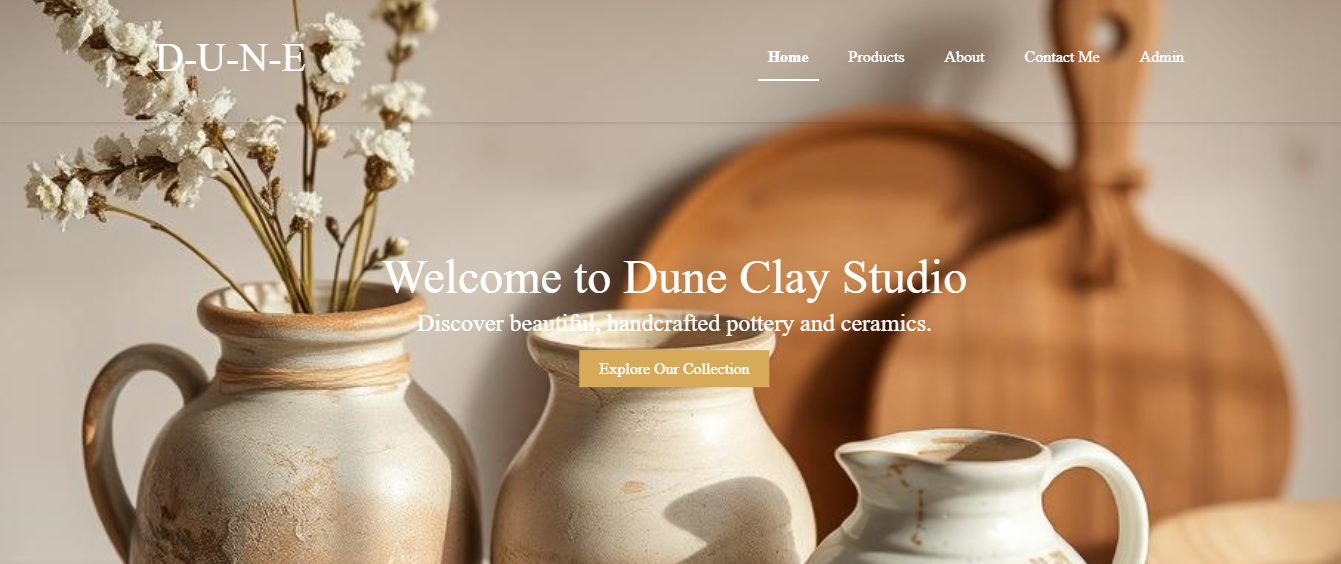 D-U-N-E
Home Products About Contact Me Admin
Welcome to Dune Clay Studio
Discover beautiful, handcrafted pottery and ceramics.
Explore Our Collection